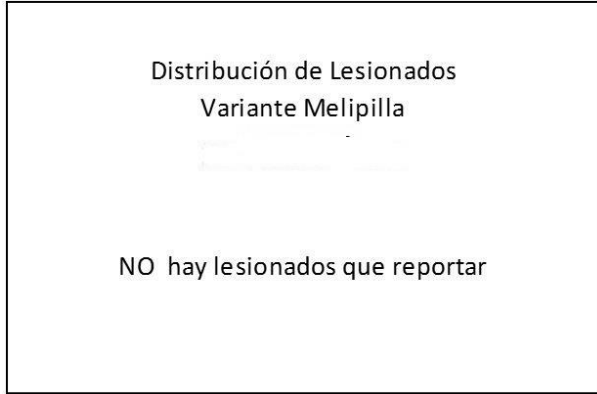 Distribución de Lesionados
Variante Melipilla
NO hay lesionados que reportar